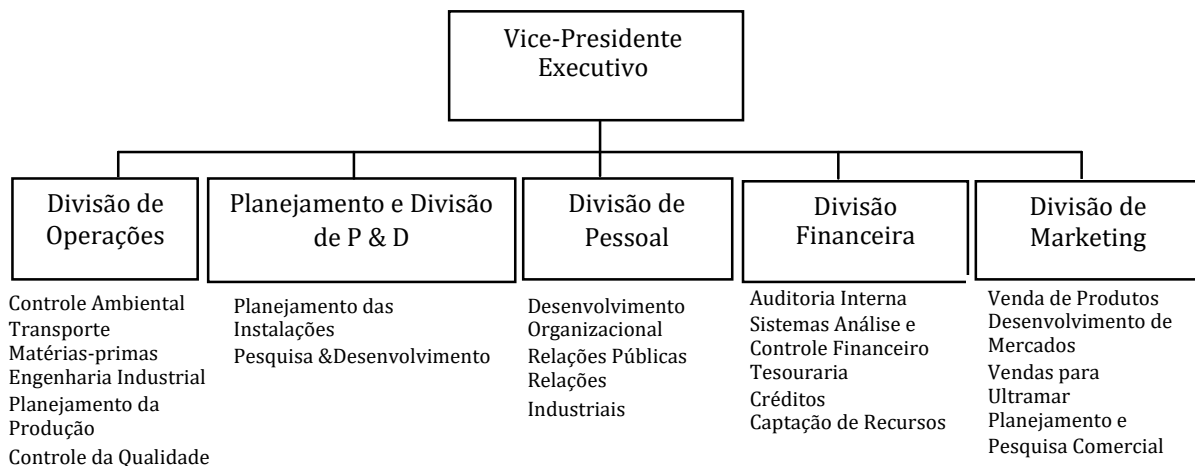 Vice-Presidente
Executivo
Divisão de
Operações
Planejamento e Divisão
de P & D
Divisão de
Pessoal
Divisão
Financeira
Divisão de
Marketing
Controle Ambiental
Transporte
Matérias-primas
Engenharia Industrial
Planejamento da
Produção
Controle da Qualidade
Planejamento das
Instalações
Pesquisa &Desenvolvimento
Desenvolvimento
Organizacional
Relações Públicas
Relações
Industriais
Auditoria Interna
Sistemas Análise e
Controle Financeiro
Tesouraria
Créditos
Captação de Recursos
Venda de Produtos
Desenvolvimento de
Mercados
Vendas para
Ultramar
Planejamento e
Pesquisa Comercial